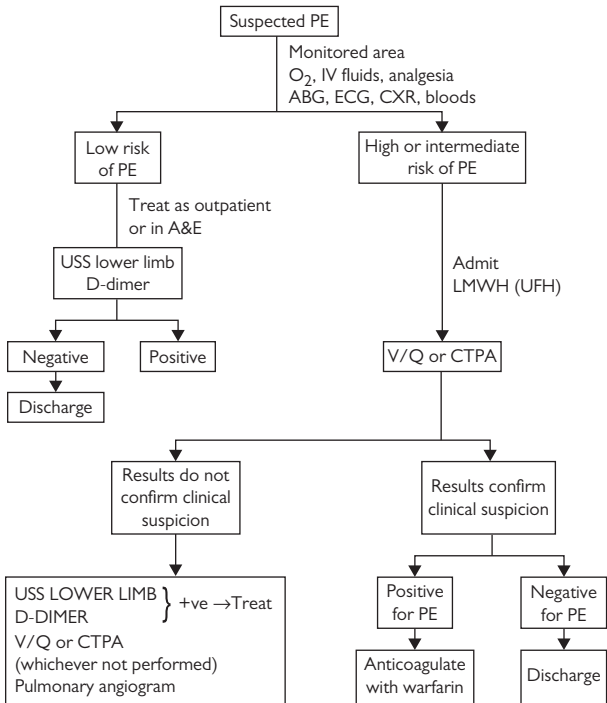 Suspected PE
Monitored area
O2, IV fluids, analgesia
ABG, ECG, CXR, bloods
Low risk
of PE
High or intermediate
risk of PE
Treat as outpatient
or in A&E
USS lower limb
D-dimer
Admit
LMWH (UFH)
Negative
Positive
V/Q or CTPA
Discharge
Results do not
confirm clinical
suspicion
Results confirm
clinical suspicion
USS LOWER LIMB
D-DIMER
} +ve →Treat
V/Q or CTPA
(whichever not performed)
Pulmonary angiogram
Positive
for PE
Negative
for PE
Anticoagulate
with warfarin
Discharge